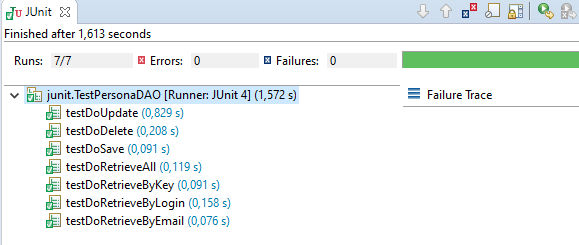 JUnit
Finished after 1,613 seconds
Runs: 7/7 Errors: 0 Failures: 0
junit.TestPersonaDAO [Runner: JUnit 4] (1,572 s)
Failure Trace
testDoUpdate (0,829 s)
testDoDelete (0,208 s)
testDoSave (0,091 s)
testDoRetrieveAll (0,119 s)
testDoRetrieveByKey (0,091 s)
testDoRetrieveByLogin (0,158 s)
testDoRetrieveByEmail (0,076 s)